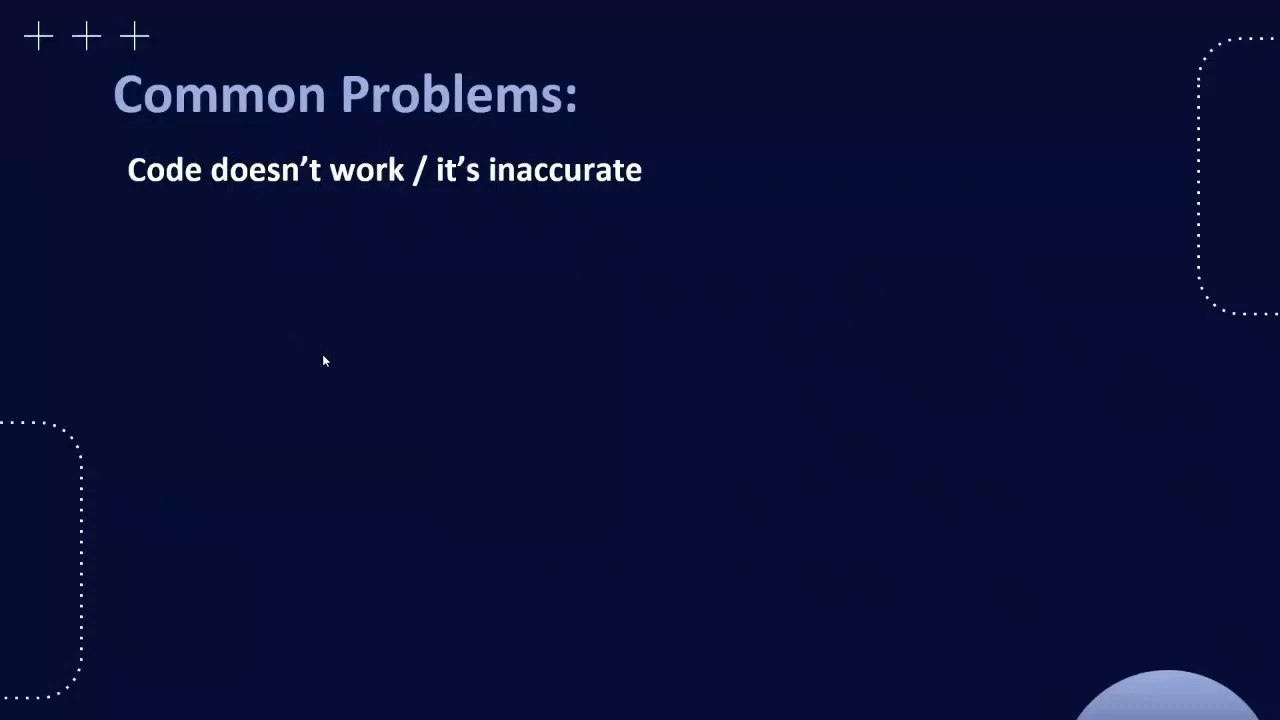 Common Problems:
Code doesn’t work / it’s inaccurate